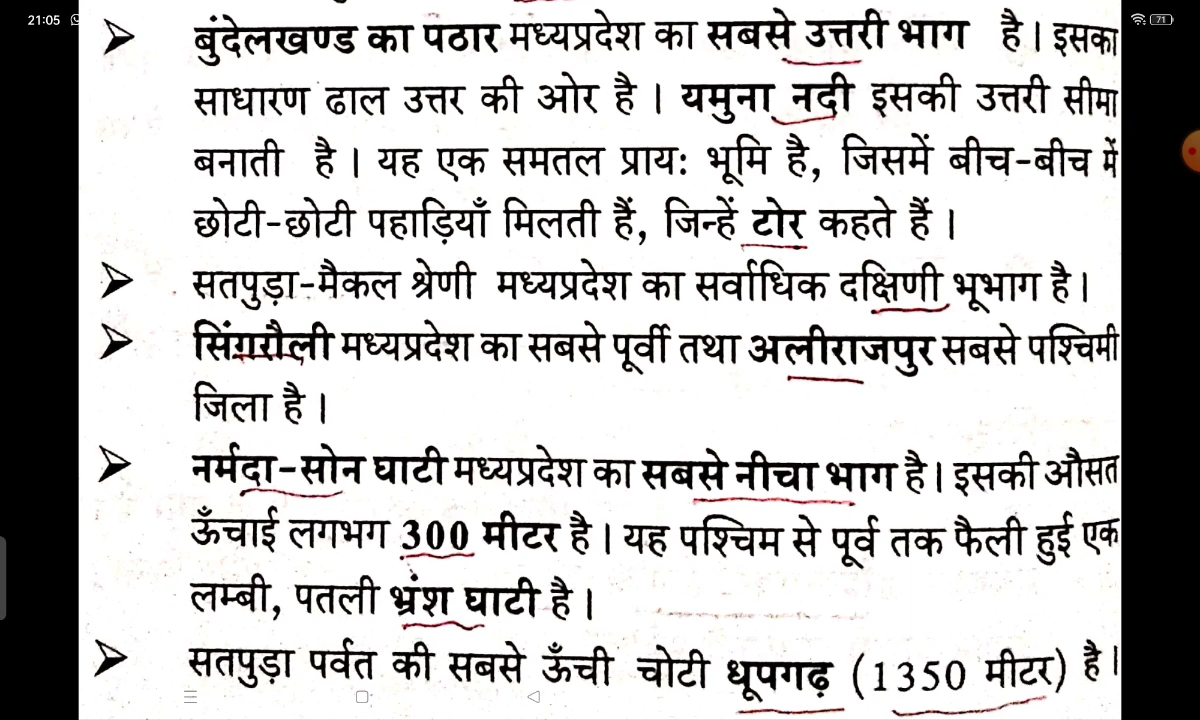 21:05
71
➢ बुंदेलखण्ड का पठार मध्यप्रदेश का सबसे उत्तरी भाग है। इसका
साधारण ढाल उत्तर की ओर है। यमुना नदी इसकी उत्तरी सीमा
बनाती है। यह एक समतल प्राय: भूमि है, जिसमें बीच-बीच में
छोटी-छोटी पहाड़ियाँ मिलती हैं, जिन्हें टोर कहते हैं।
➢ सतपुड़ा-मैकल श्रेणी मध्यप्रदेश का सर्वाधिक दक्षिणी भूभाग है।
➢ सिंगरौली मध्यप्रदेश का सबसे पूर्वी तथा अलीराजपुर सबसे पश्चिमी
जिला है।
➢ नर्मदा-सोन घाटी मध्यप्रदेश का सबसे नीचा भाग है। इसकी औसत
ऊँचाई लगभग 300 मीटर है। यह पश्चिम से पूर्व तक फैली हुई एक
लम्बी, पतली भ्रंश घाटी है।
➢ सतपुड़ा पर्वत की सबसे ऊँची चोटी धूपगढ़ (1350 मीटर) है।